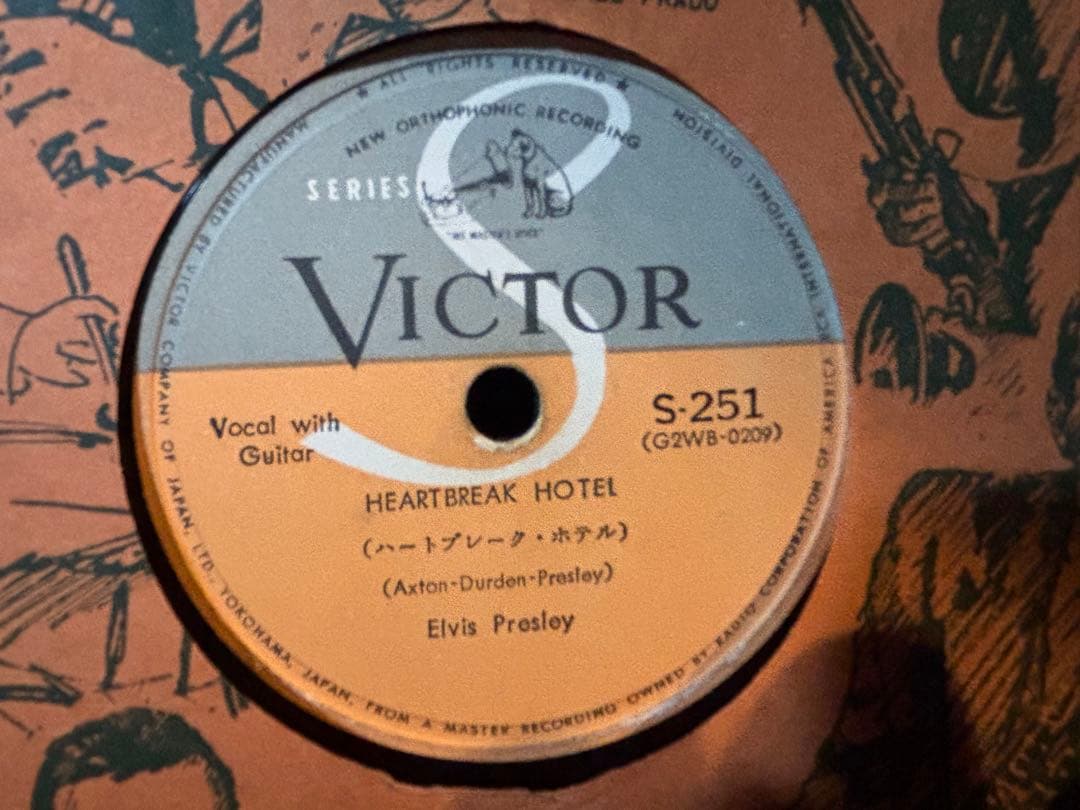 PRADO
★ ALL RIGHTS RESERVED ★
NEW ORTHOPHONIC RECORDING
SERIES S
"HIS MASTER'S VOICE"
VICTOR
Vocal with
Guitar
S-251
(G2WB-0209)
HEARTBREAK HOTEL
(ハートブレーク・ホテル)
(Axton-Durden-Presley)
Elvis Presley
MANUFACTURED BY VICTOR COMPANY OF JAPAN, LTD., YOKOHAMA, JAPAN, FROM A MASTER RECORDING OWNED BY RADIO CORPORATION OF AMERICA RCA INTERNATIONAL DIVISION